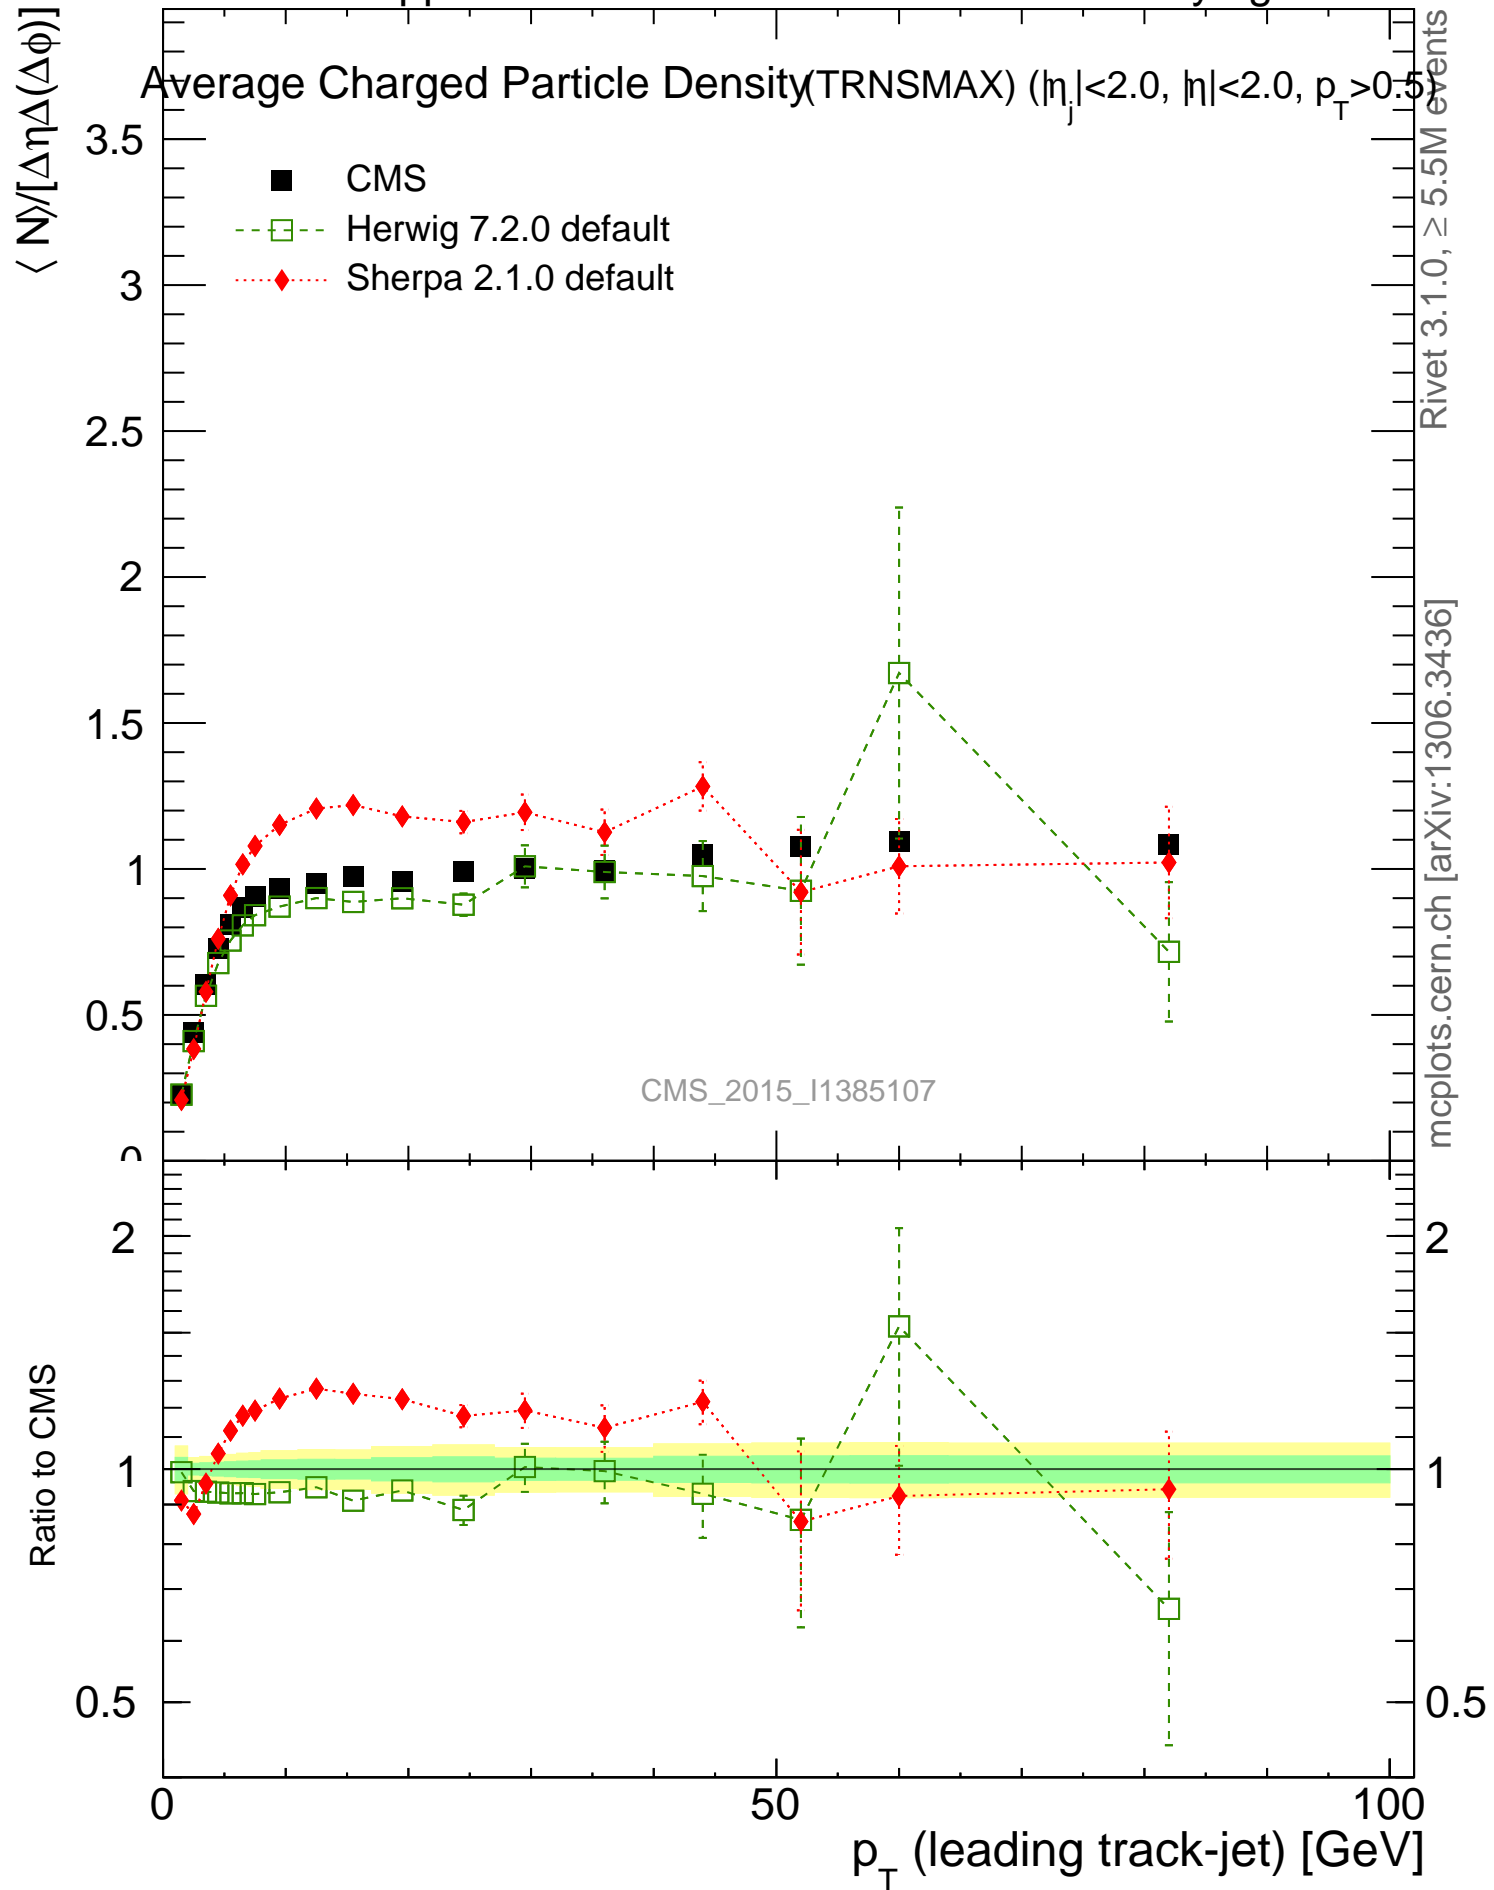 Average Charged Particle Density (TRNSMAX) (|η_j|<2.0, |η|<2.0, p_T>0.5)
⟨ N⟩/[ΔηΔ(Δϕ)]
CMS
Herwig 7.2.0 default
Sherpa 2.1.0 default
3.5
3
2.5
2
1.5
1
0.5
0
CMS_2015_I1385107
Rivet 3.1.0, ≥ 5.5M events
mcplots.cern.ch [arXiv:1306.3436]
Ratio to CMS
2
1
0.5
2
1
0.5
0
50
100
p_T (leading track-jet) [GeV]